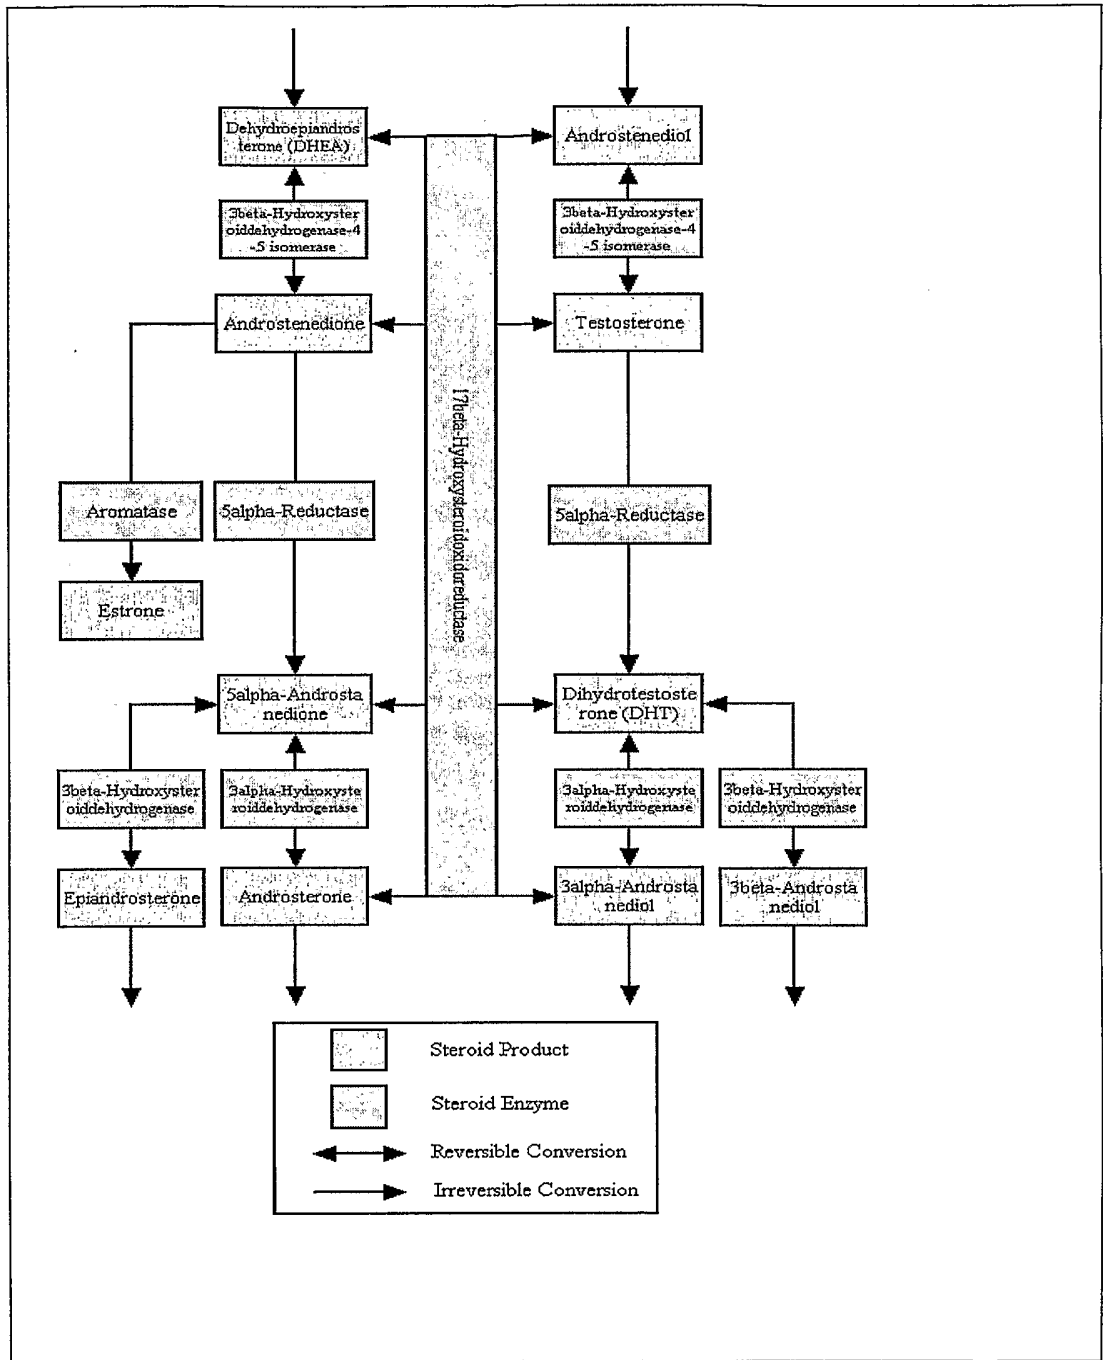 Dehydroepiandros
terone (DHEA)
Androstenediol
3beta-Hydroxyster
oiddehydrogenase-4
-5 isomerase
3beta-Hydroxyster
oiddehydrogenase-4
-5 isomerase
Androstenedione
Testosterone
17beta-Hydroxysteroidoxidoreductase
Aromatase
5alpha-Reductase
5alpha-Reductase
Estrone
5alpha-Androsta
nedione
Dihydrotestoste
rone (DHT)
3beta-Hydroxyster
oiddehydrogenase
3alpha-Hydroxyste
roiddehydrogenase
3alpha-Hydroxyste
roiddehydrogenase
3beta-Hydroxyster
oiddehydrogenase
Epiandrosterone
Androsterone
3alpha-Androsta
nediol
3beta-Androsta
nediol
Steroid Product
Steroid Enzyme
Reversible Conversion
Irreversible Conversion